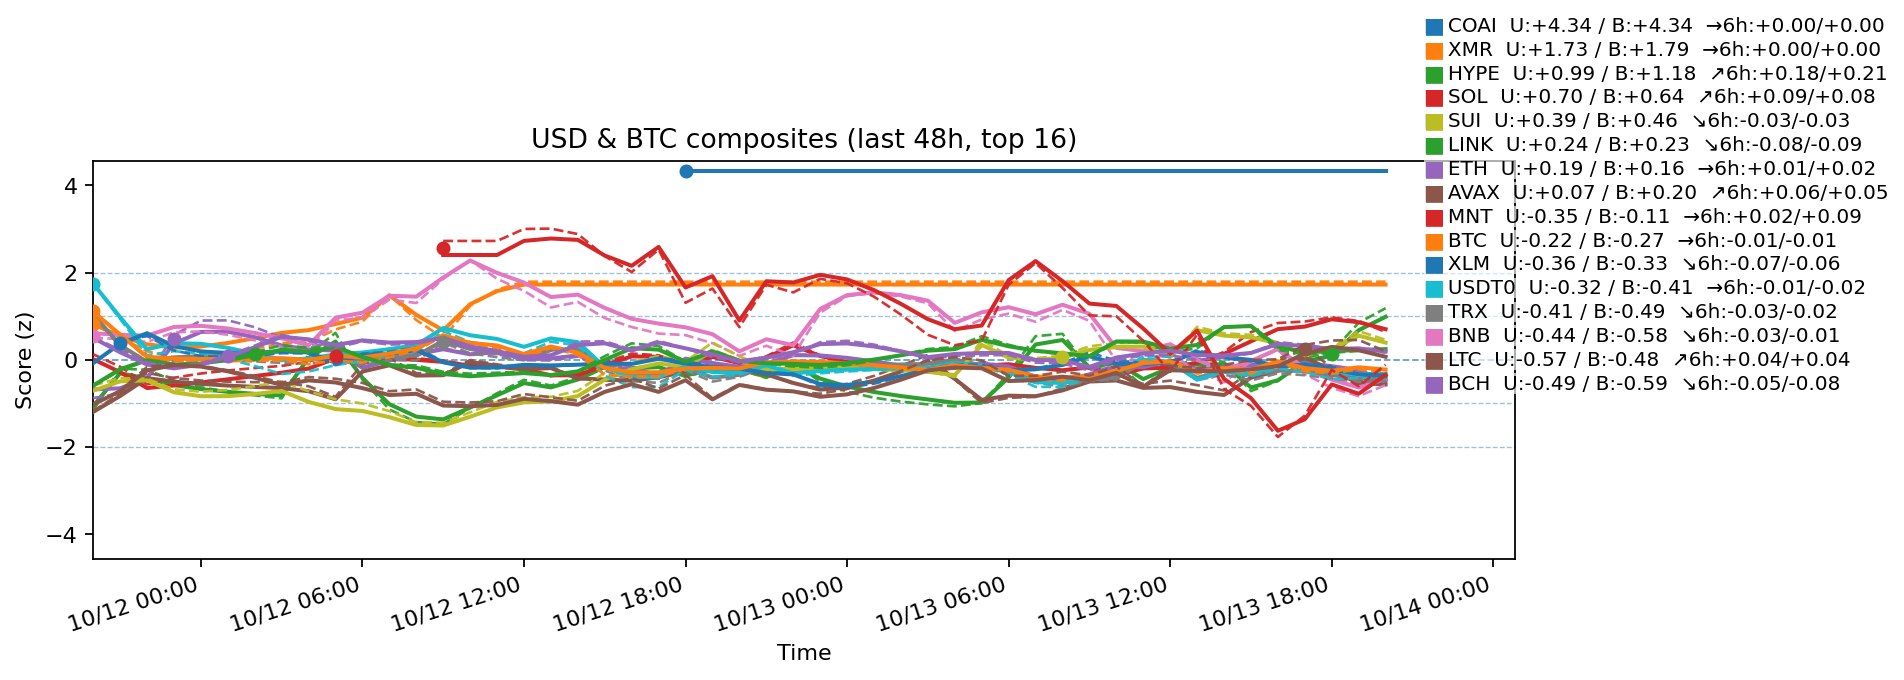 COAI U:+4.34 / B:+4.34 →6h:+0.00/+0.00
XMR U:+1.73 / B:+1.79 →6h:+0.00/+0.00
HYPE U:+0.99 / B:+1.18 ↗6h:+0.18/+0.21
SOL U:+0.70 / B:+0.64 ↗6h:+0.09/+0.08
SUI U:+0.39 / B:+0.46 ↘6h:-0.03/-0.03
LINK U:+0.24 / B:+0.23 ↘6h:-0.08/-0.09
ETH U:+0.19 / B:+0.16 →6h:+0.01/+0.02
AVAX U:+0.07 / B:+0.20 ↗6h:+0.06/+0.05
MNT U:-0.35 / B:-0.11 →6h:+0.02/+0.09
BTC U:-0.22 / B:-0.27 →6h:-0.01/-0.01
XLM U:-0.36 / B:-0.33 ↘6h:-0.07/-0.06
USDT0 U:-0.32 / B:-0.41 →6h:-0.01/-0.02
TRX U:-0.41 / B:-0.49 ↘6h:-0.03/-0.02
BNB U:-0.44 / B:-0.58 ↘6h:-0.03/-0.01
LTC U:-0.57 / B:-0.48 ↗6h:+0.04/+0.04
BCH U:-0.49 / B:-0.59 ↘6h:-0.05/-0.08
USD & BTC composites (last 48h, top 16)
Score (z)
4
2
0
−2
−4
10/12 00:00
10/12 06:00
10/12 12:00
10/12 18:00
10/13 00:00
10/13 06:00
10/13 12:00
10/13 18:00
10/14 00:00
Time